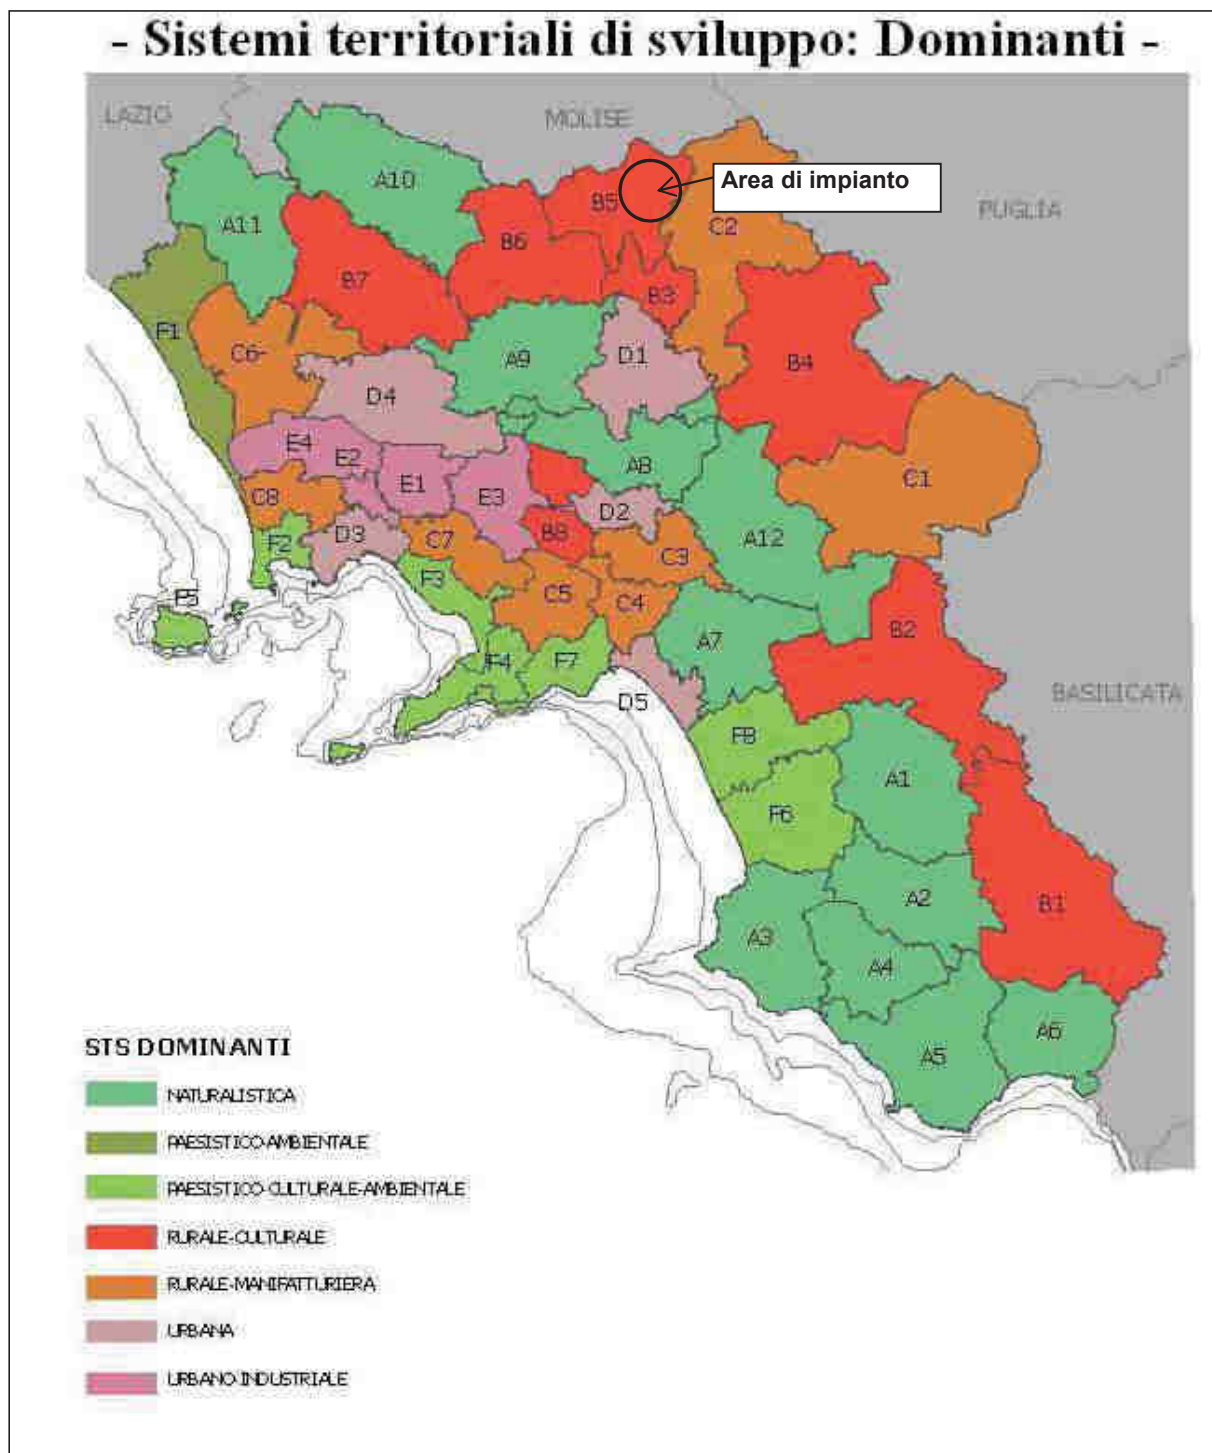 - Sistemi territoriali di sviluppo: Dominanti -
LAZIO
MOLISE
PUGLIA
BASILICATA
Area di impianto
A10
A11
B5
C2
B6
B7
B3
F1
C6-
A9
D1
B4
D4
E4
E2
E1
E3
A8
C1
C8
D2
F2
D3
C7
B8
C3
A12
F3
F5
C5
C4
A7
B2
F4
F7
D5
F8
A1
F6
A2
B1
A3
A4
A5
A6
STS DOMINANTI
NATURALISTICA
PAESISTICO-AMBIENTALE
PAESISTICO-CULTURALE-AMBIENTALE
RURALE-CULTURALE
RURALE-MANIFATTURIERA
URBANA
URBANO INDUSTRIALE